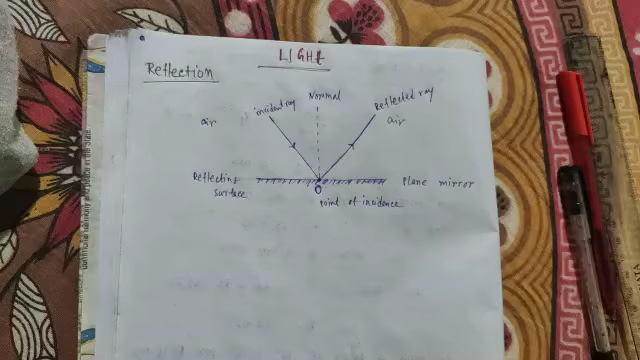 LIGHt
Reflection
incident ray
Normal
Reflected ray
air
air
Reflecting
surface
Plane mirror
O
point of incidence